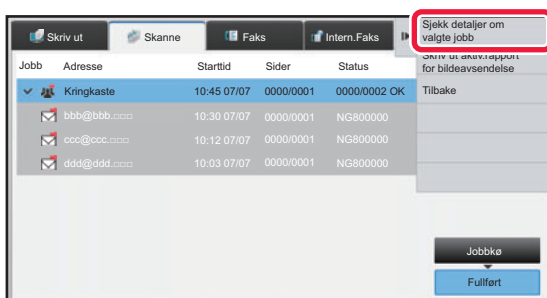 Skriv ut Skanne Faks Intern.Faks
Sjekk detaljer om
valgte jobb
Skriv ut aktiv.rapport
for bildeavsendelse
Tilbake
Jobb Adresse Starttid Sider Status
Kringkaste 10:45 07/07 0000/0001 0000/0002 OK
bbb@bbb.□□□ 10:30 07/07 0000/0001 NG800000
ccc@ccc.□□□ 10:12 07/07 0000/0001 NG800000
ddd@ddd.□□□ 10:03 07/07 0000/0001 NG800000
Jobbkø
Fullført